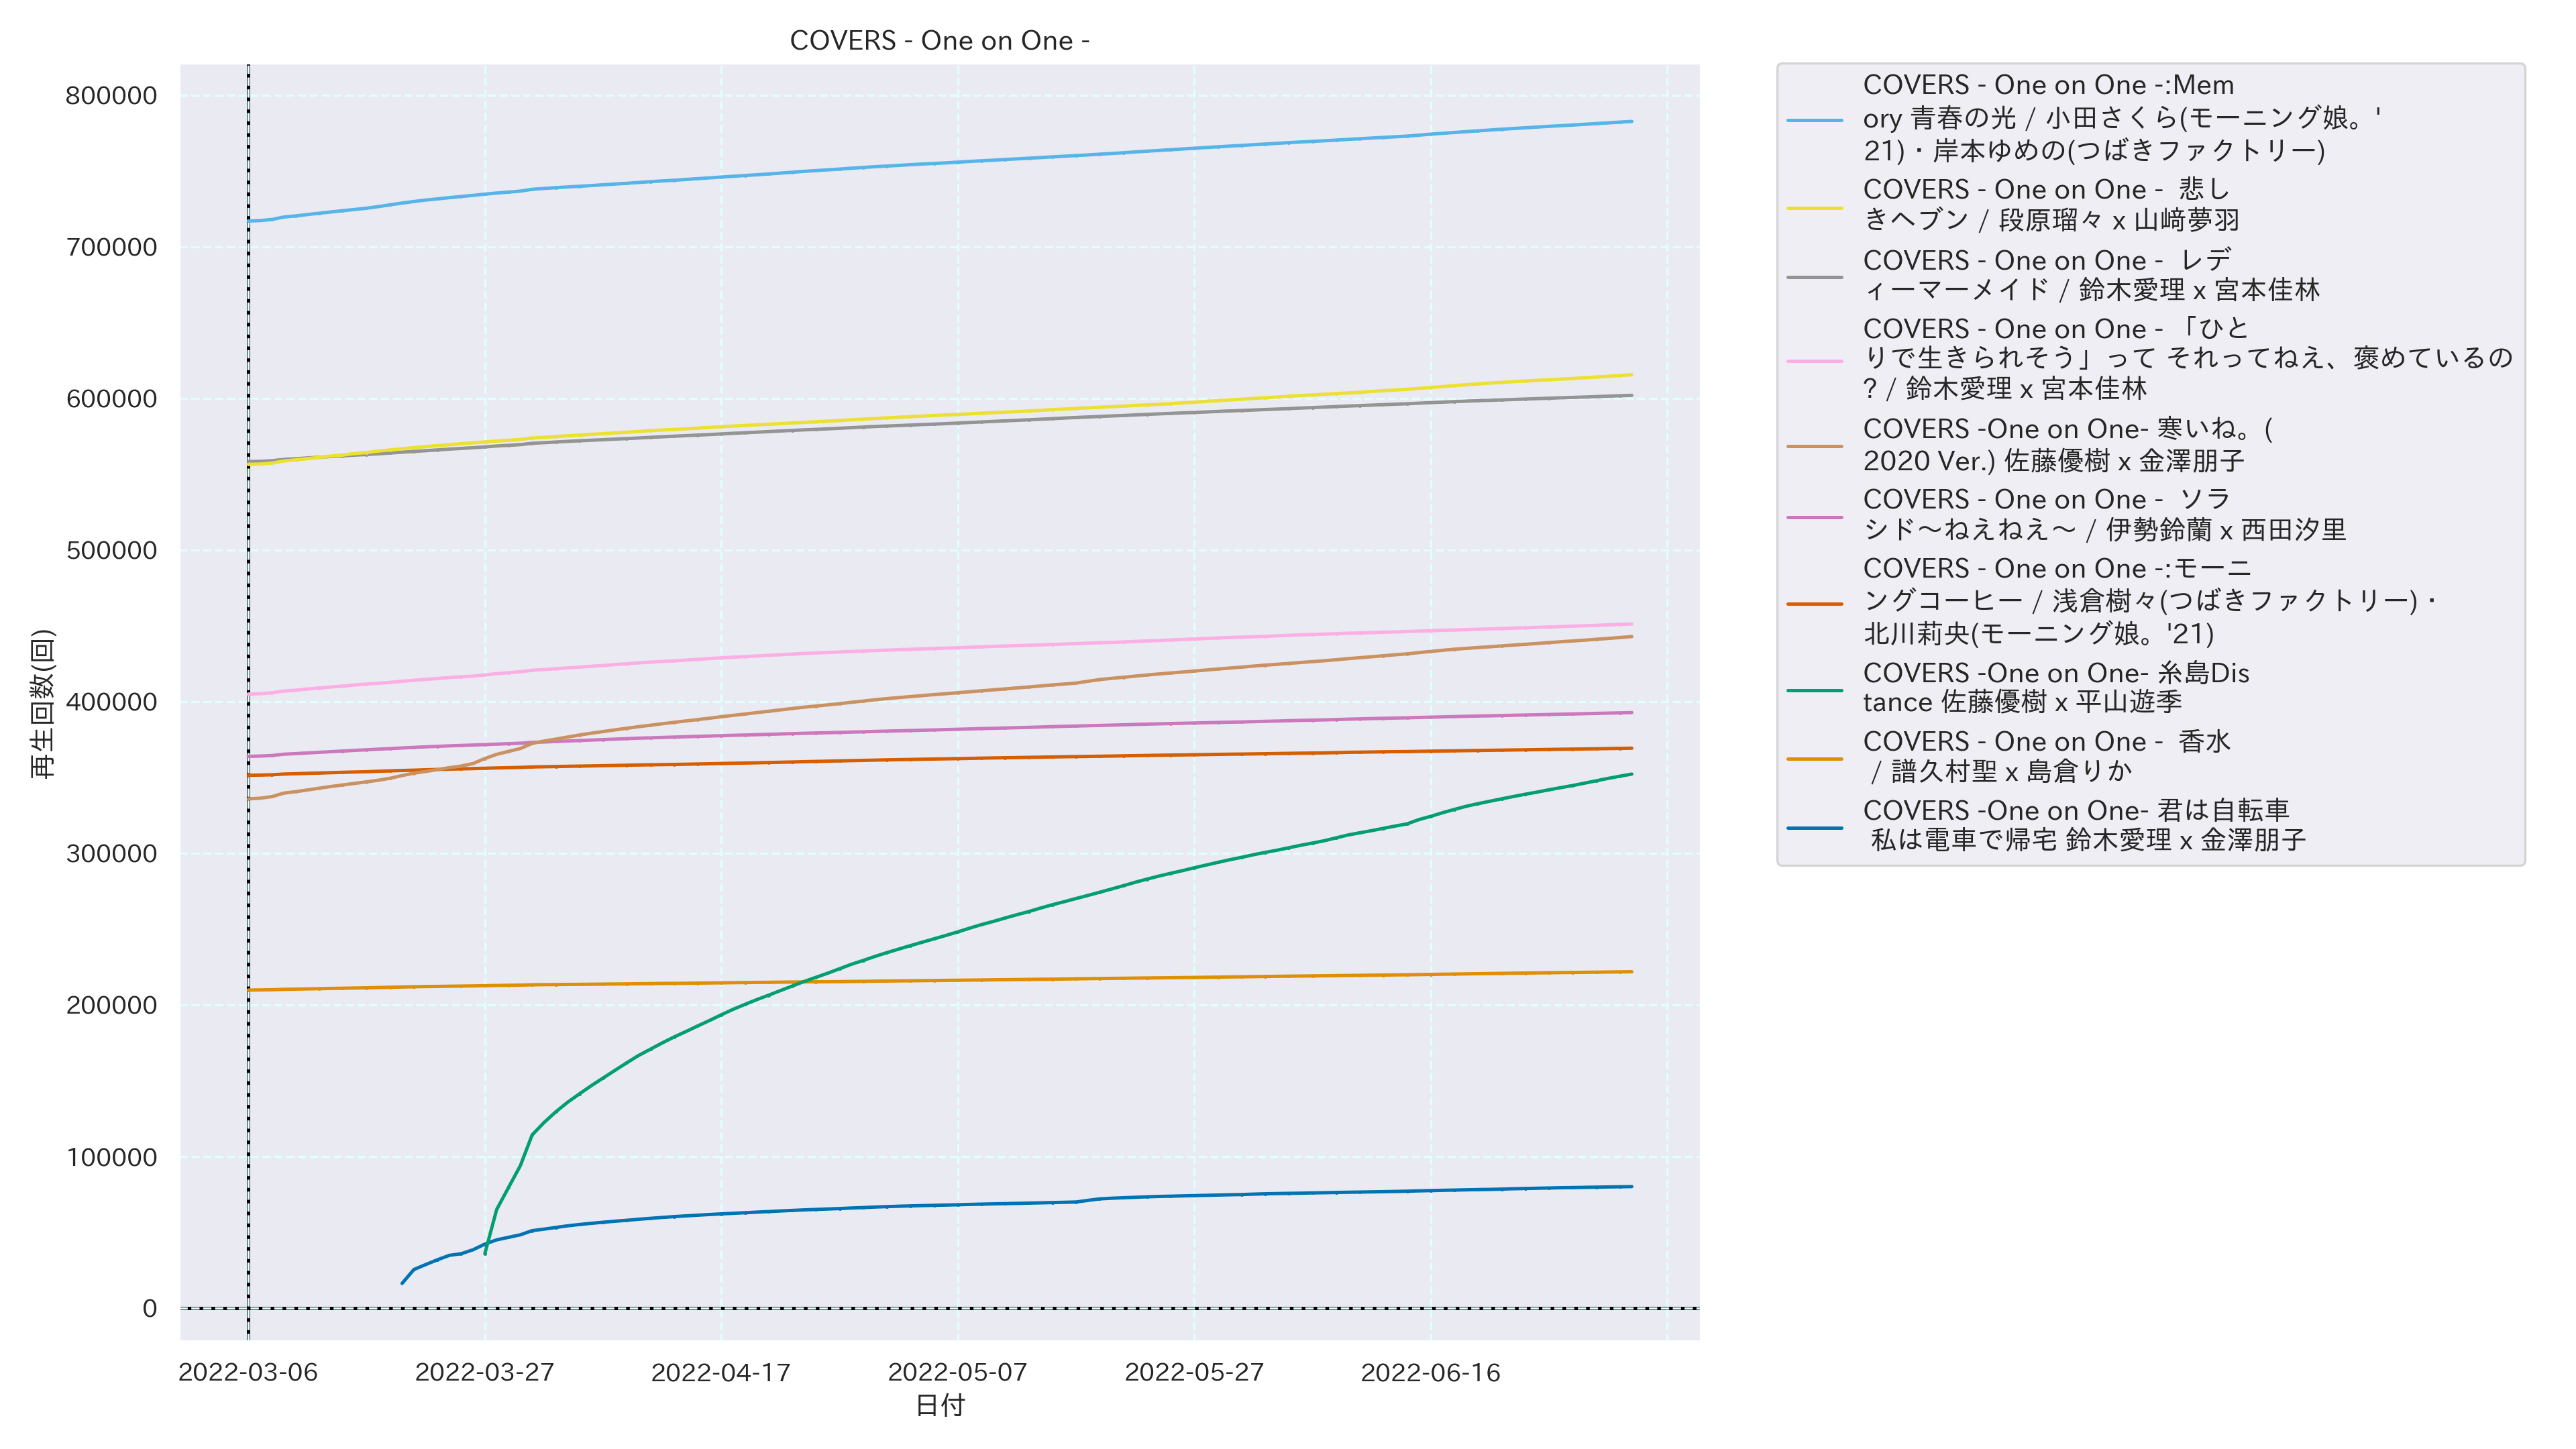 COVERS - One on One -
800000
700000
600000
500000
400000
300000
200000
100000
0
再生回数(回)
2022-03-06
2022-03-27
2022-04-17
2022-05-07
2022-05-27
2022-06-16
日付
COVERS - One on One -:Mem
ory 青春の光 / 小田さくら(モーニング娘。'
21)・岸本ゆめの(つばきファクトリー)
COVERS - One on One -  悲し
きヘブン / 段原瑠々 x 山﨑夢羽
COVERS - One on One -  レデ
ィーマーメイド / 鈴木愛理 x 宮本佳林
COVERS - One on One - 「ひと
りで生きられそう」って それってねえ、褒めているの
? / 鈴木愛理 x 宮本佳林
COVERS -One on One- 寒いね。(
2020 Ver.) 佐藤優樹 x 金澤朋子
COVERS - One on One -  ソラ
シド～ねえねえ～ / 伊勢鈴蘭 x 西田汐里
COVERS - One on One -:モーニ
ングコーヒー / 浅倉樹々(つばきファクトリー)・
北川莉央(モーニング娘。'21)
COVERS -One on One- 糸島Dis
tance 佐藤優樹 x 平山遊季
COVERS - One on One -  香水
 / 譜久村聖 x 島倉りか
COVERS -One on One- 君は自転車
 私は電車で帰宅 鈴木愛理 x 金澤朋子